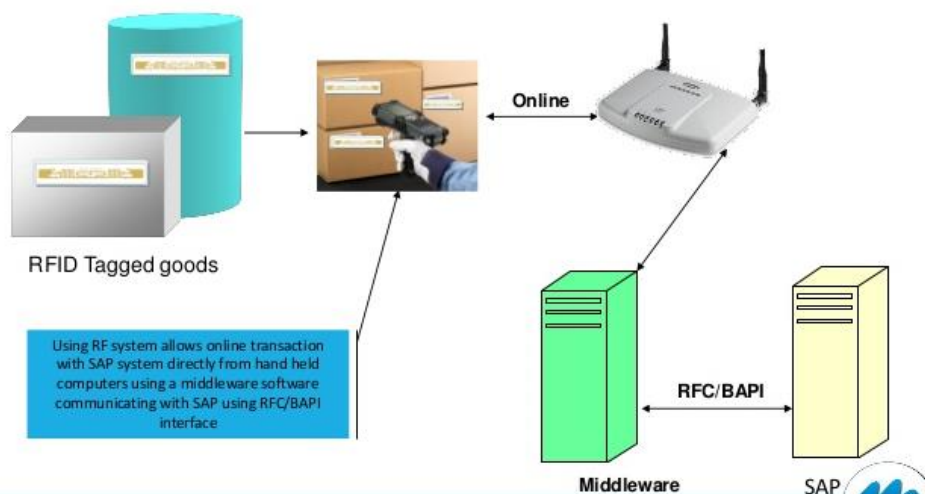 Online
RFID Tagged goods
Using RF system allows online transaction
with SAP system directly from hand held
computers using a middleware software
communicating with SAP using RFC/BAPI
interface
RFC/BAPI
Middleware
SAP